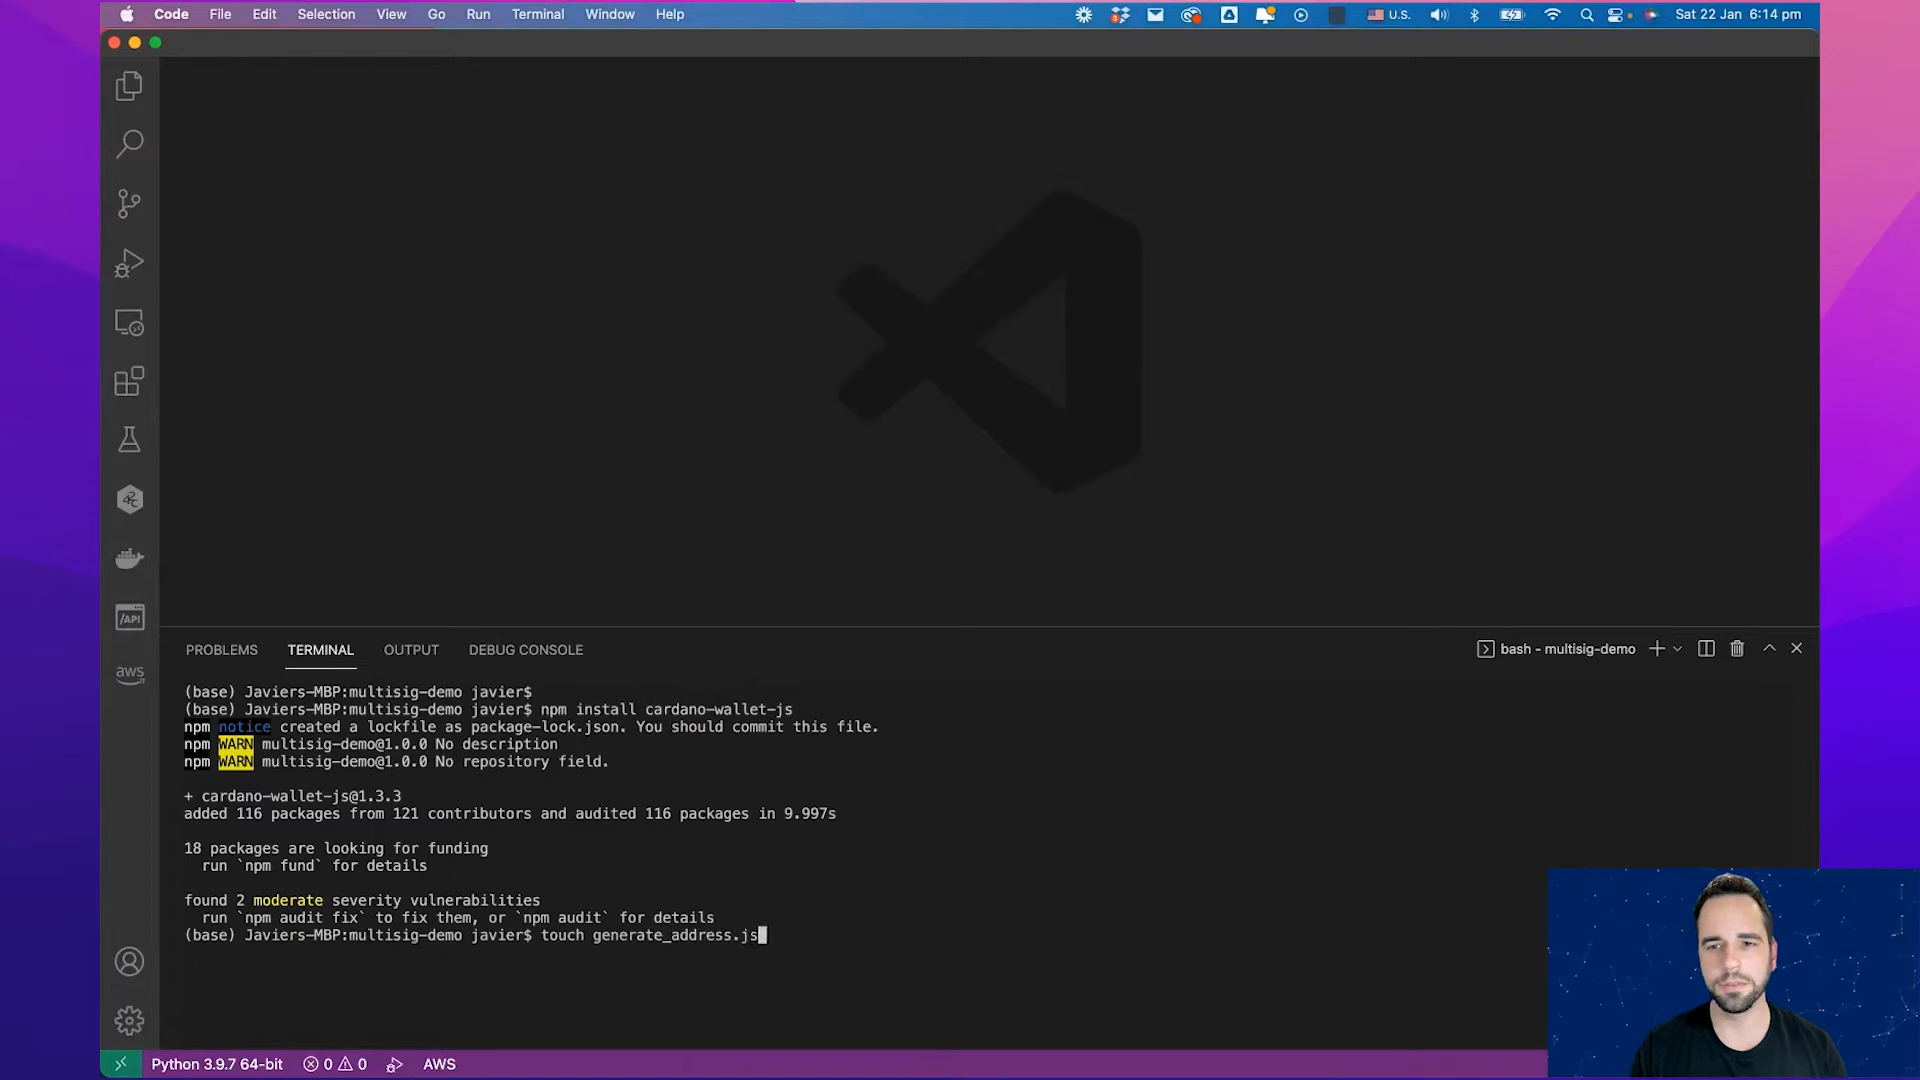 Code File Edit Selection View Go Run Terminal Window Help U.S. Sat 22 Jan 6:14 pm
/API
aws
PROBLEMS TERMINAL OUTPUT DEBUG CONSOLE bash - multisig-demo
(base) Javiers-MBP:multisig-demo javier$
(base) Javiers-MBP:multisig-demo javier$ npm install cardano-wallet-js
npm notice created a lockfile as package-lock.json. You should commit this file.
npm WARN multisig-demo@1.0.0 No description
npm WARN multisig-demo@1.0.0 No repository field.
+ cardano-wallet-js@1.3.3
added 116 packages from 121 contributors and audited 116 packages in 9.997s
18 packages are looking for funding
run `npm fund` for details
found 2 moderate severity vulnerabilities
run `npm audit fix` to fix them, or `npm audit` for details
(base) Javiers-MBP:multisig-demo javier$ touch generate_address.js
Python 3.9.7 64-bit 0 0 AWS